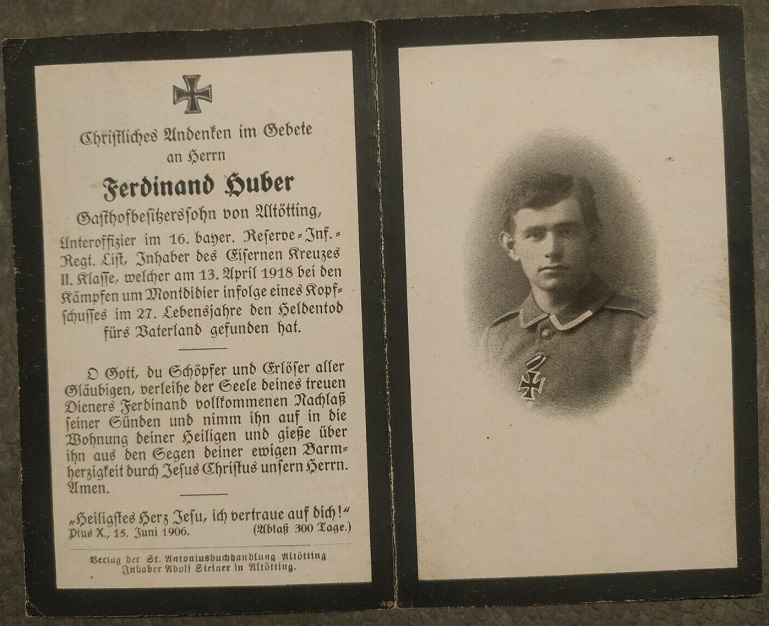 Christliches Andenken im Gebete
an Herrn
Ferdinand Huber
Gasthofbesitzerssohn von Altötting,
Unteroffizier im 16. bayer. Reserve-Inf.-
Regt. List, Inhaber des Eisernen Kreuzes
II. Klasse, welcher am 13. April 1918 bei den
Kämpfen um Montdidier infolge eines Kopf-
schusses im 27. Lebensjahre den Heldentod
fürs Vaterland gefunden hat.
O Gott, du Schöpfer und Erlöser aller
Gläubigen, verleihe der Seele deines treuen
Dieners Ferdinand vollkommenen Nachlaß
seiner Sünden und nimm ihn auf in die
Wohnung deiner Heiligen und gieße über
ihn aus den Segen deiner ewigen Barm-
herzigkeit durch Jesus Christus unsern Herrn.
Amen.
„Heiligstes Herz Jesu, ich vertraue auf dich!“
Pius X., 15. Juni 1906. (Ablaß 300 Tage.)
Verlag der St. Antoniusbuchhandlung Altötting
Inhaber Adolf Steiner in Altötting.